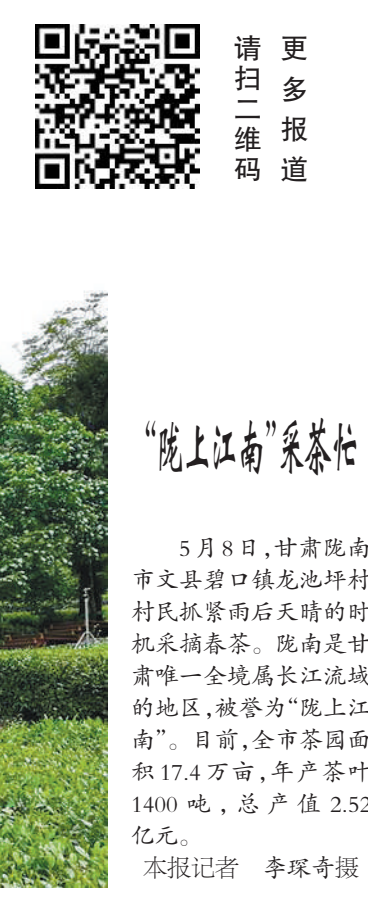 更多报道
请扫二维码
“陇上江南”采茶忙
5月8日,甘肃陇南
市文县碧口镇龙池坪村
村民抓紧雨后天晴的时
机采摘春茶。陇南是甘
肃唯一全境属长江流域
的地区,被誉为“陇上江
南”。目前,全市茶园面
积17.4万亩,年产茶叶
1400吨,总产值2.52
亿元。
本报记者 李琛奇摄